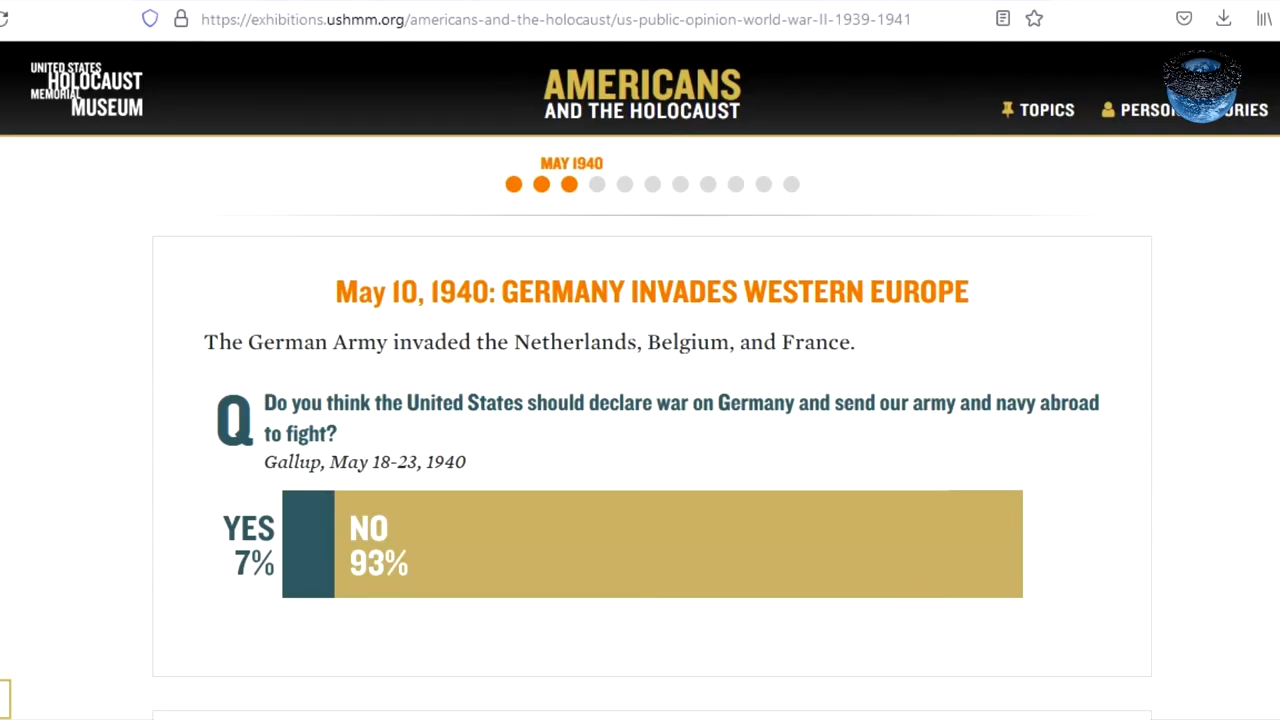 https://exhibitions.ushmm.org/americans-and-the-holocaust/us-public-opinion-world-war-II-1939-1941
UNITED STATES
HOLOCAUST
MEMORIAL
MUSEUM
AMERICANS
AND THE HOLOCAUST
TOPICS
MAY 1940
May 10, 1940: GERMANY INVADES WESTERN EUROPE
The German Army invaded the Netherlands, Belgium, and France.
Q
Do you think the United States should declare war on Germany and send our army and navy abroad
to fight?
Gallup, May 18-23, 1940
YES
7%
NO
93%